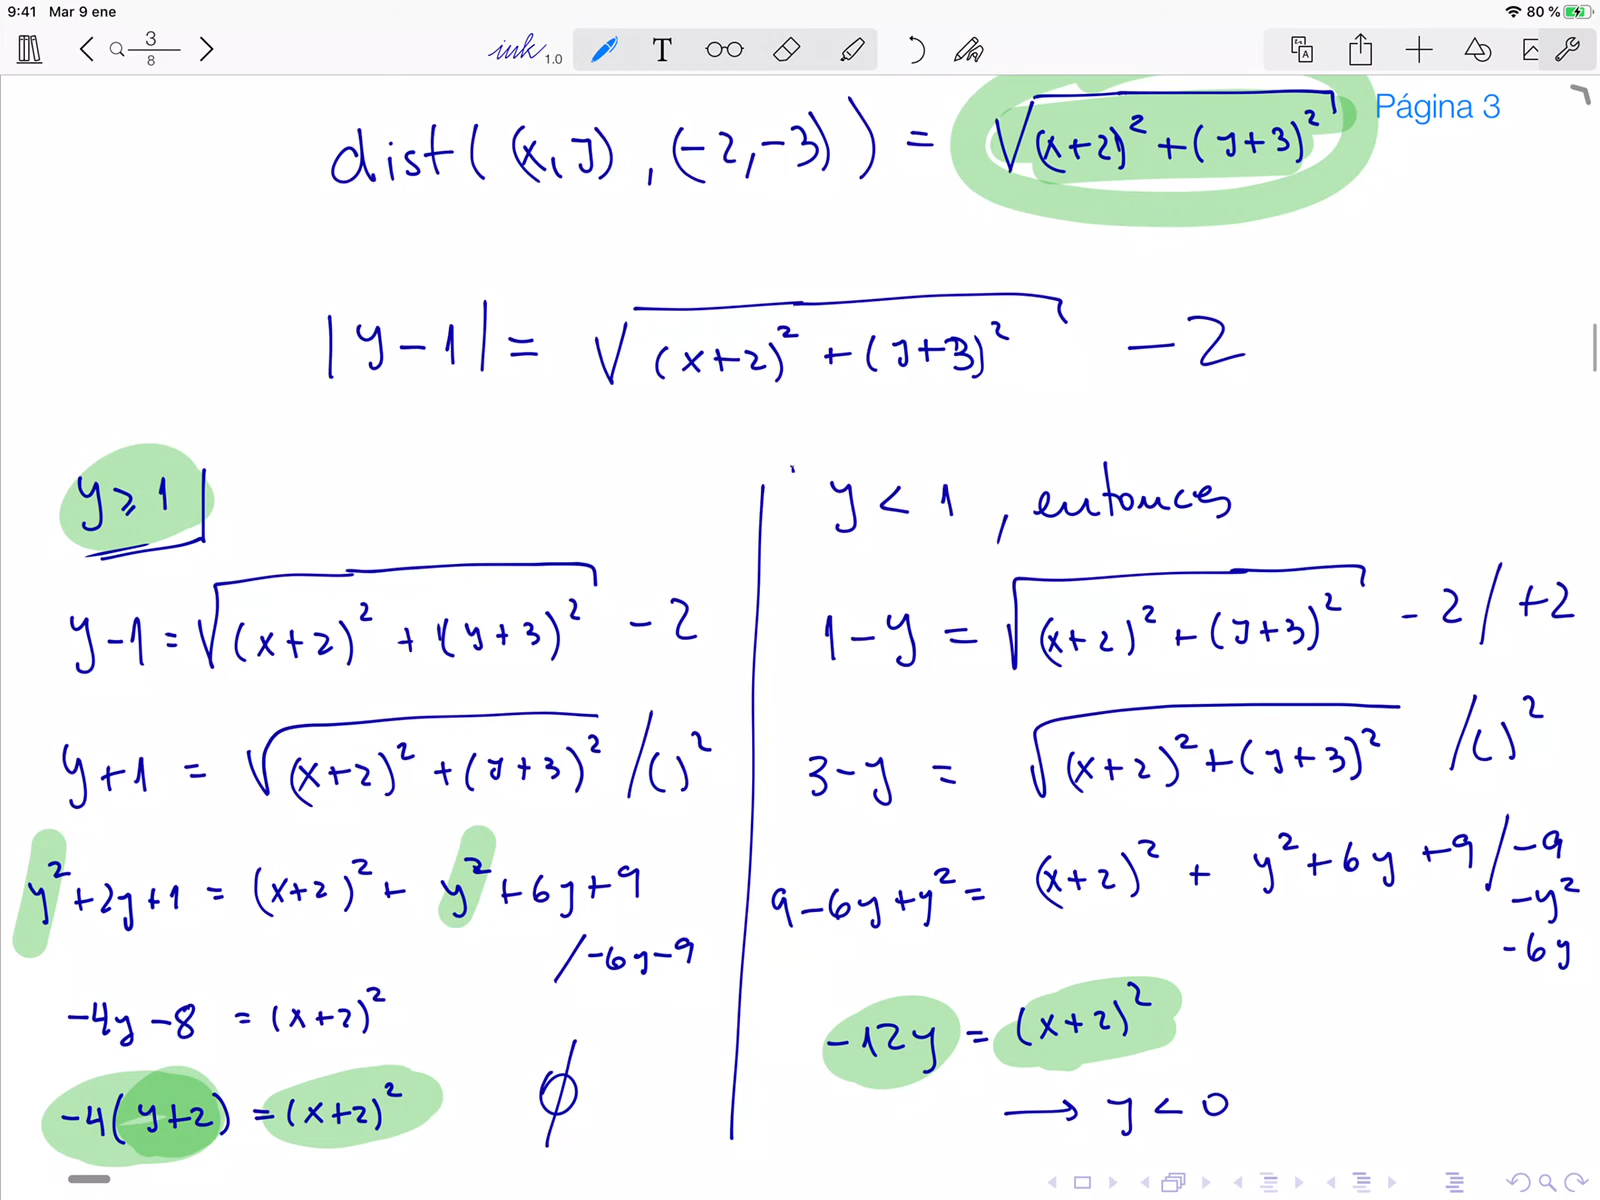 9:41 Mar 9 ene
80 %
3
8
ink 1.0
T
Página 3
dist((x,y),(-2,-3)) = √(x+2)² + (y+3)²
|y-1| = √(x+2)² + (y+3)² - 2
y ≥ 1
y-1 = √(x+2)² + (y+3)² - 2
y+1 = √(x+2)² + (y+3)² /( )²
y² + 2y + 1 = (x+2)² + y² + 6y + 9
/-6y-9
-4y - 8 = (x+2)²
-4(y+2) = (x+2)² ∅
y < 1, entonces
1-y = √(x+2)² + (y+3)² - 2 / +2
3-y = √(x+2)² + (y+3)² /( )²
9-6y+y² = (x+2)² + y² + 6y + 9 /-9
-y²
-6y
-12y = (x+2)²
→ y < 0